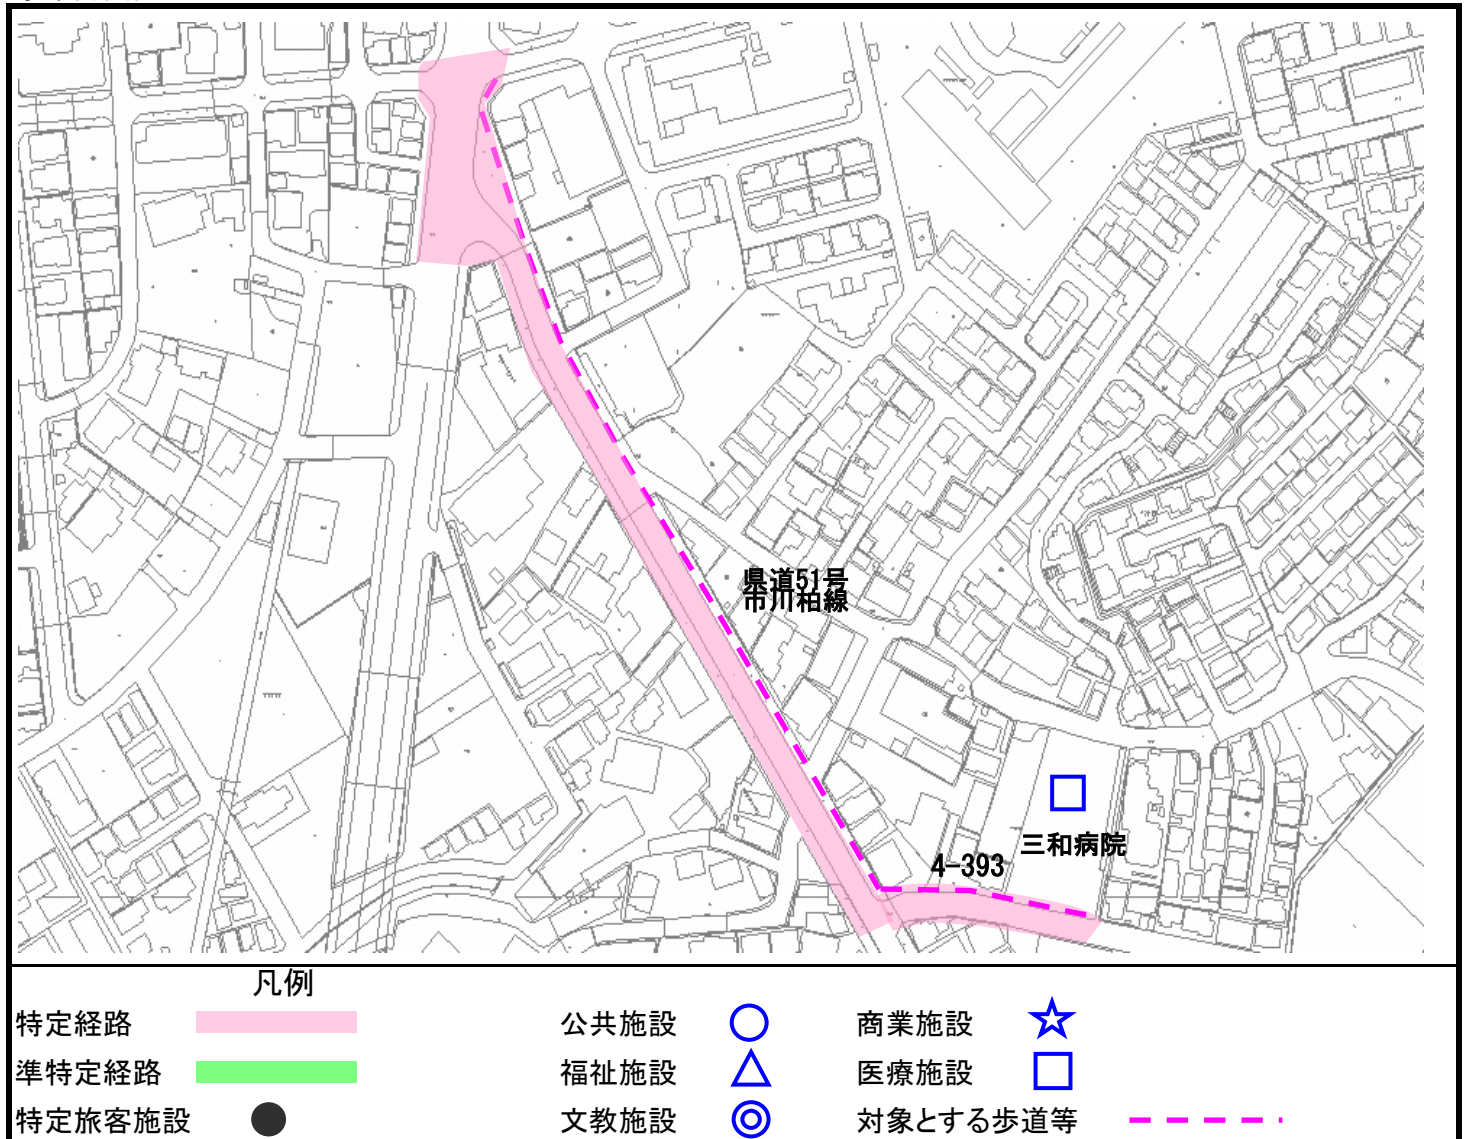 県道51号
市川柏線
4-393
三和病院
凡例
特定経路
公共施設
商業施設
準特定経路
福祉施設
医療施設
特定旅客施設
文教施設
対象とする歩道等